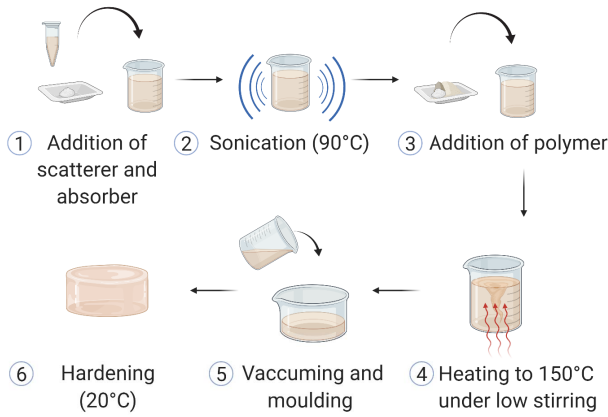 1 Addition of
scatterer and
absorber
2 Sonication (90°C)
3 Addition of polymer
4 Heating to 150°C
under low stirring
5 Vaccuming and
moulding
6 Hardening
(20°C)